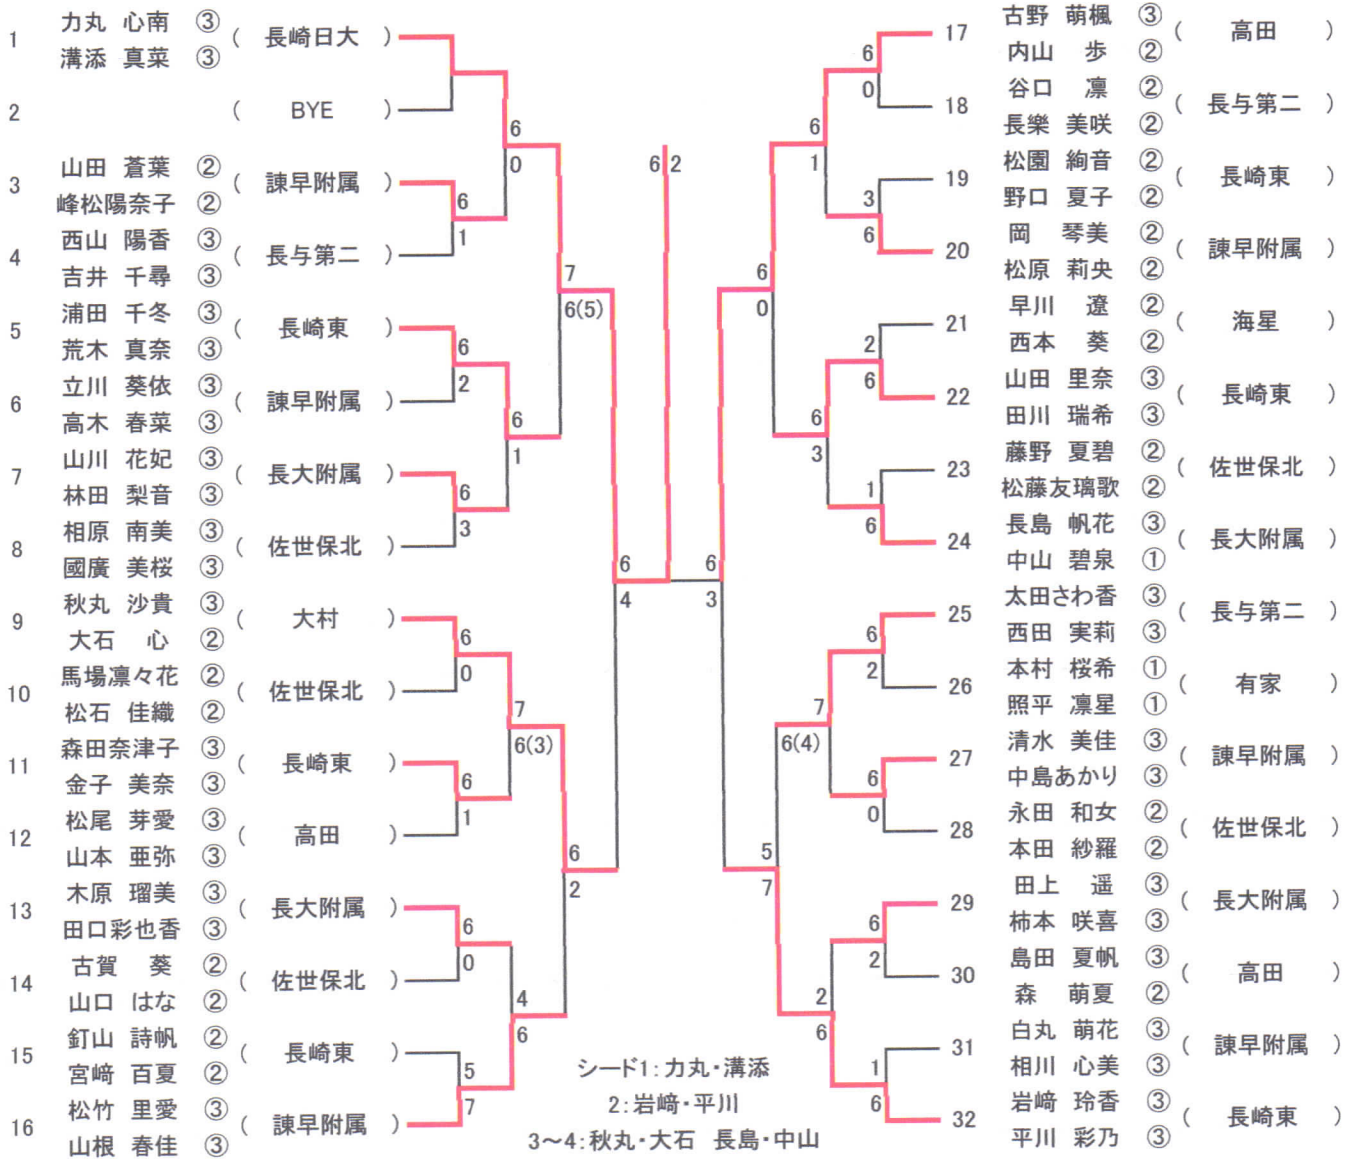 1 力丸 心南 ③ ( 長崎日大 )
溝添 真菜 ③
2 ( BYE )
3 山田 蒼葉 ② ( 諫早附属 )
峰松陽奈子 ②
4 西山 陽香 ③ ( 長与第二 )
吉井 千尋 ③
5 浦田 千冬 ③ ( 長崎東 )
荒木 真奈 ③
6 立川 葵依 ③ ( 諫早附属 )
高木 春菜 ③
7 山川 花妃 ③ ( 長大附属 )
林田 梨音 ③
8 相原 南美 ③ ( 佐世保北 )
國廣 美桜 ③
9 秋丸 沙貴 ③ ( 大村 )
大石 心 ②
10 馬場凛々花 ② ( 佐世保北 )
松石 佳織 ②
11 森田奈津子 ③ ( 長崎東 )
金子 美奈 ③
12 松尾 芽愛 ③ ( 高田 )
山本 亜弥 ③
13 木原 瑠美 ③ ( 長大附属 )
田口彩也香 ③
14 古賀 葵 ② ( 佐世保北 )
山口 はな ②
15 釘山 詩帆 ② ( 長崎東 )
宮﨑 百夏 ②
16 松竹 里愛 ③ ( 諫早附属 )
山根 春佳 ③
6
1
6
2
6
3
6
0
6
1
6
0
5
7
6
0
6
1
7
6(3)
4
6
7
6(5)
6
2
6
4
6 2
6
3
6
0
5
7
6
1
6
3
7
6(4)
2
6
6
0
3
6
2
6
1
6
6
2
6
0
6
2
1
6
17 古野 萌楓 ③ ( 高田 )
内山 歩 ②
18 谷口 凛 ② ( 長与第二 )
長樂 美咲 ②
19 松園 絢音 ② ( 長崎東 )
野口 夏子 ②
20 岡 琴美 ② ( 諫早附属 )
松原 莉央 ②
21 早川 遼 ② ( 海星 )
西本 葵 ②
22 山田 里奈 ③ ( 長崎東 )
田川 瑞希 ③
23 藤野 夏碧 ② ( 佐世保北 )
松藤友璃歌 ②
24 長島 帆花 ③ ( 長大附属 )
中山 碧泉 ①
25 太田さわ香 ③ ( 長与第二 )
西田 実莉 ③
26 本村 桜希 ① ( 有家 )
照平 凛星 ①
27 清水 美佳 ③ ( 諫早附属 )
中島あかり ③
28 永田 和女 ② ( 佐世保北 )
本田 紗羅 ②
29 田上 遥 ③ ( 長大附属 )
柿本 咲喜 ③
30 島田 夏帆 ③ ( 高田 )
森 萌夏 ②
31 白丸 萌花 ③ ( 諫早附属 )
相川 心美 ③
32 岩﨑 玲香 ③ ( 長崎東 )
平川 彩乃 ③
シード1:力丸・溝添
2:岩﨑・平川
3～4:秋丸・大石 長島・中山